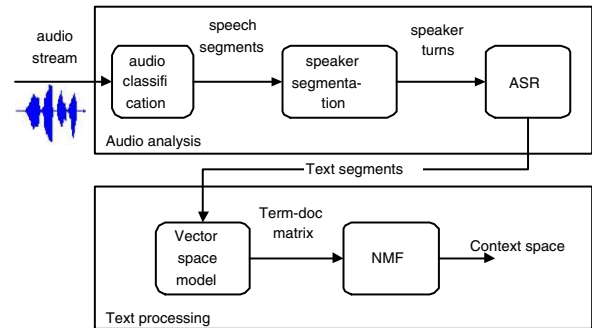 audio
stream
speech
segments
speaker
turns
audio
classifi
cation
speaker
segmenta-
tion
ASR
Audio analysis
Text segments
Term-doc
matrix
Vector
space
model
NMF
Context space
Text processing